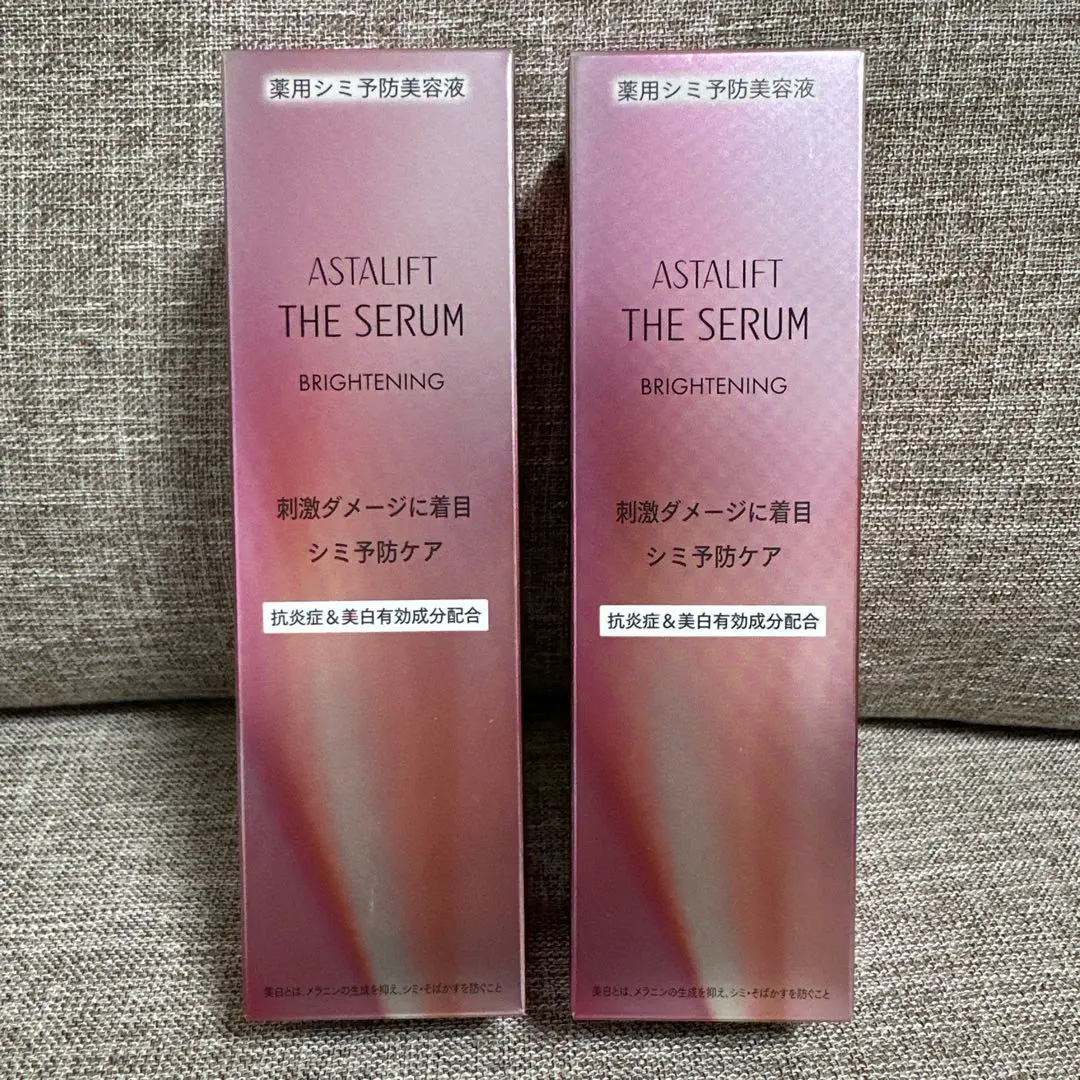 薬用シミ予防美容液
ASTALIFT
THE SERUM
BRIGHTENING
刺激ダメージに着目
シミ予防ケア
抗炎症&美白有効成分配合
美白とは、メラニンの生成を抑え、シミ・そばかすを防ぐこと
薬用シミ予防美容液
ASTALIFT
THE SERUM
BRIGHTENING
刺激ダメージに着目
シミ予防ケア
抗炎症&美白有効成分配合
美白とは、メラニンの生成を抑え、シミ・そばかすを防ぐこと